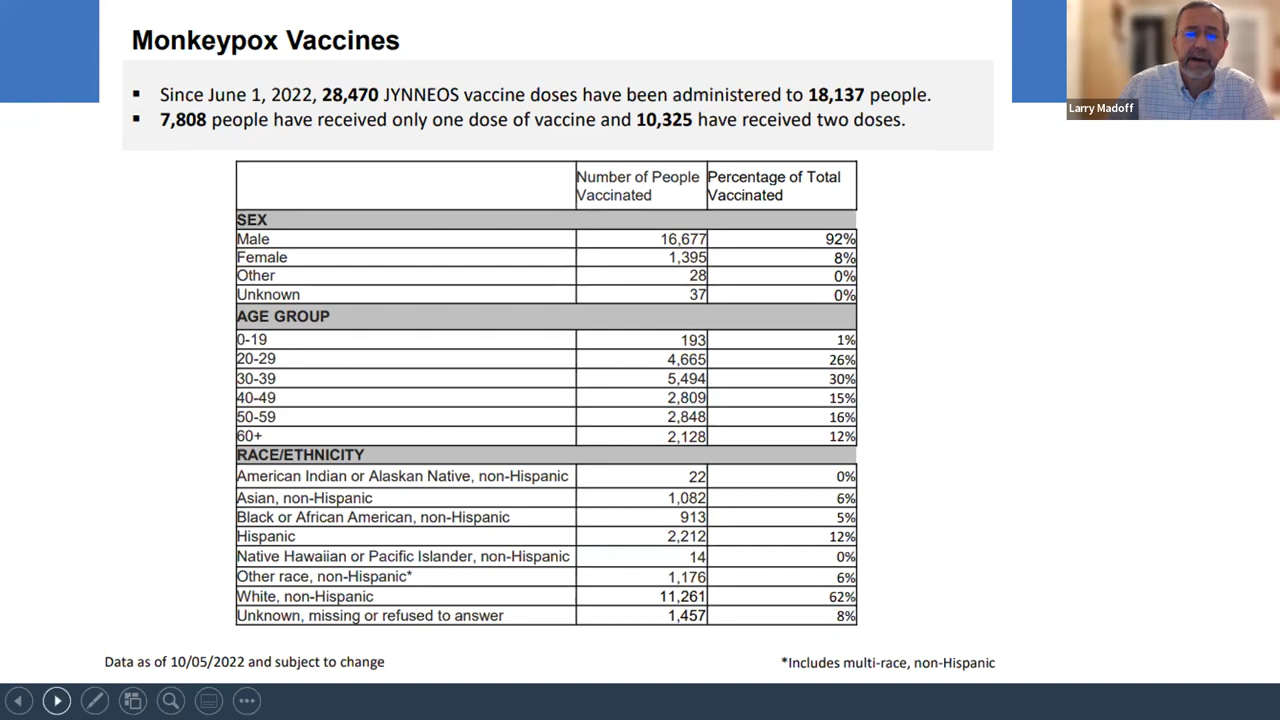 Monkeypox Vaccines
▪ Since June 1, 2022, 28,470 JYNNEOS vaccine doses have been administered to 18,137 people.
▪ 7,808 people have received only one dose of vaccine and 10,325 have received two doses.
Larry Madoff
Number of People Vaccinated Percentage of Total Vaccinated
SEX
Male 16,677 92%
Female 1,395 8%
Other 28 0%
Unknown 37 0%
AGE GROUP
0-19 193 1%
20-29 4,665 26%
30-39 5,494 30%
40-49 2,809 15%
50-59 2,848 16%
60+ 2,128 12%
RACE/ETHNICITY
American Indian or Alaskan Native, non-Hispanic 22 0%
Asian, non-Hispanic 1,082 6%
Black or African American, non-Hispanic 913 5%
Hispanic 2,212 12%
Native Hawaiian or Pacific Islander, non-Hispanic 14 0%
Other race, non-Hispanic* 1,176 6%
White, non-Hispanic 11,261 62%
Unknown, missing or refused to answer 1,457 8%
Data as of 10/05/2022 and subject to change
*Includes multi-race, non-Hispanic